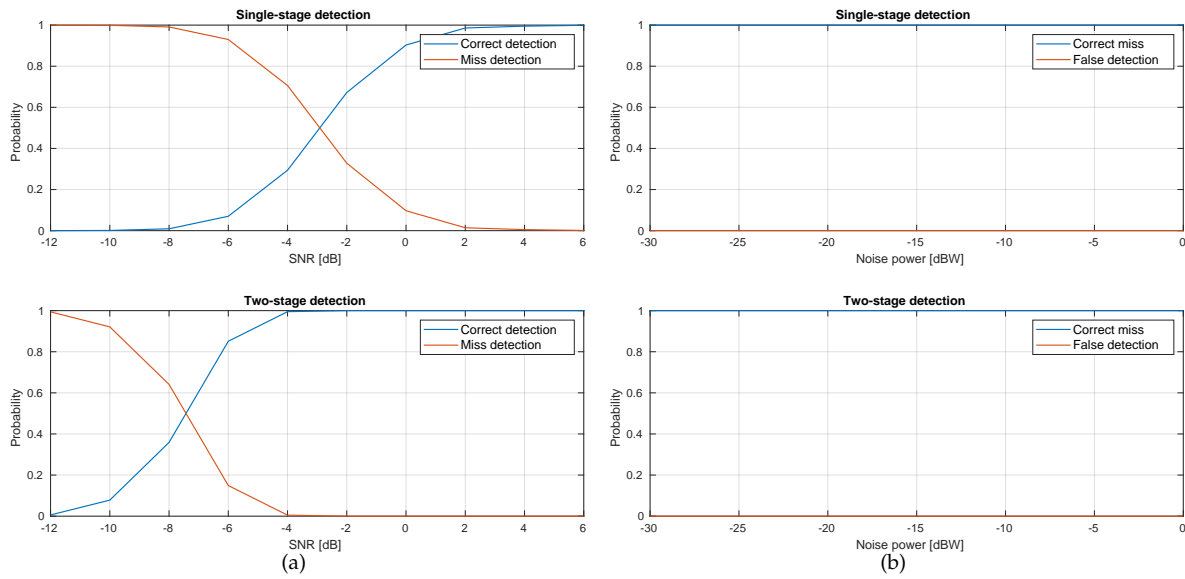 Single-stage detection
Probability
1
0.8
0.6
0.4
0.2
0
Correct detection
Miss detection
-12 -10 -8 -6 -4 -2 0 2 4 6
SNR [dB]
Single-stage detection
Probability
1
0.8
0.6
0.4
0.2
0
Correct miss
False detection
-30 -25 -20 -15 -10 -5 0
Noise power [dBW]
Two-stage detection
Probability
1
0.8
0.6
0.4
0.2
0
Correct detection
Miss detection
-12 -10 -8 -6 -4 -2 0 2 4 6
SNR [dB]
(a)
Two-stage detection
Probability
1
0.8
0.6
0.4
0.2
0
Correct miss
False detection
-30 -25 -20 -15 -10 -5 0
Noise power [dBW]
(b)